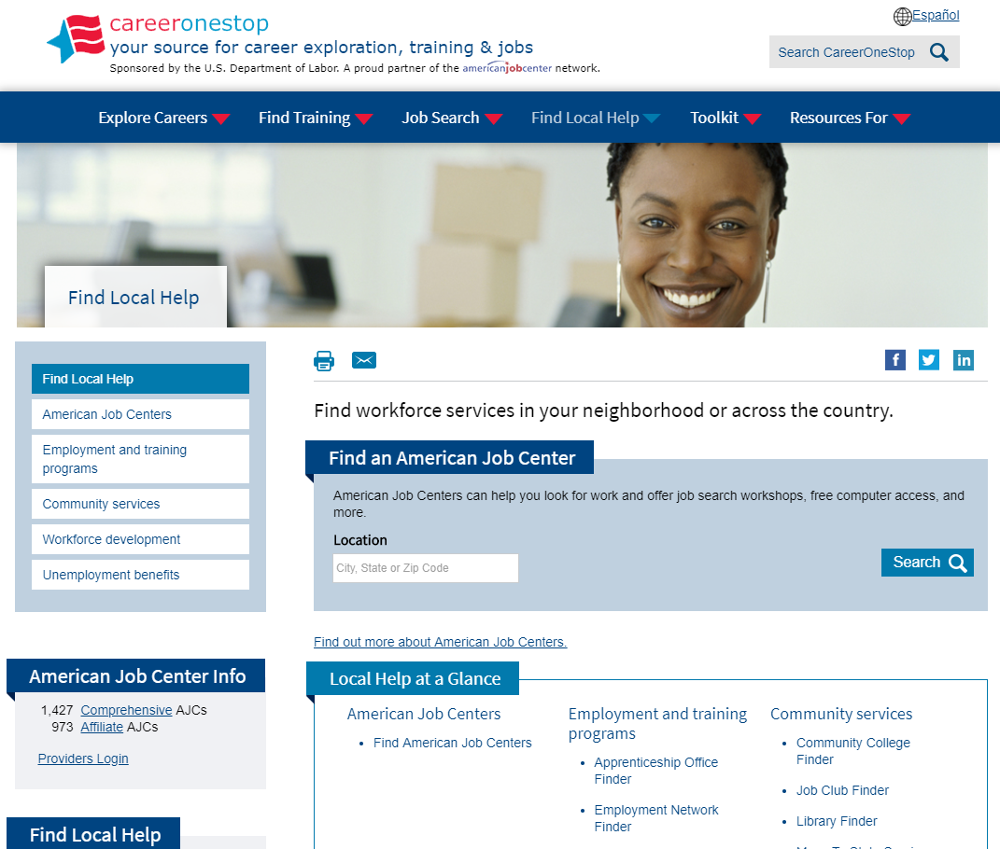 careeronestop
your source for career exploration, training & jobs
Sponsored by the U.S. Department of Labor. A proud partner of the americanjobcenter network.
Español
Search CareerOneStop
Explore Careers
Find Training
Job Search
Find Local Help
Toolkit
Resources For
Find Local Help
Find Local Help
American Job Centers
Employment and training
programs
Community services
Workforce development
Unemployment benefits
f
in
Find workforce services in your neighborhood or across the country.
Find an American Job Center
American Job Centers can help you look for work and offer job search workshops, free computer access, and
more.
Location
City, State or Zip Code
Search
Find out more about American Job Centers.
American Job Center Info
1,427 Comprehensive AJCs
973 Affiliate AJCs
Providers Login
Find Local Help
Local Help at a Glance
American Job Centers
• Find American Job Centers
Employment and training
programs
• Apprenticeship Office
Finder
• Employment Network
Finder
Community services
• Community College
Finder
• Job Club Finder
• Library Finder